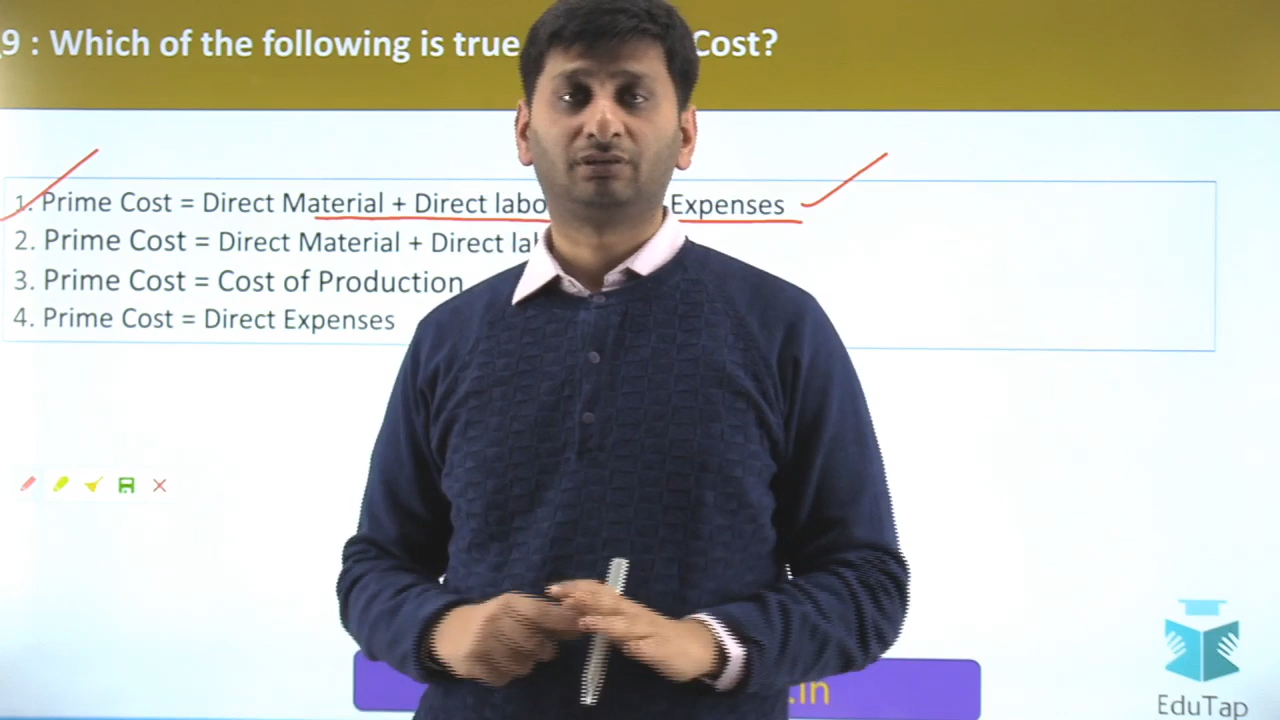 9 : Which of the following is true Cost?
1. Prime Cost = Direct Material + Direct labo Expenses
2. Prime Cost = Direct Material + Direct la
3. Prime Cost = Cost of Production
4. Prime Cost = Direct Expenses
.in
EduTap